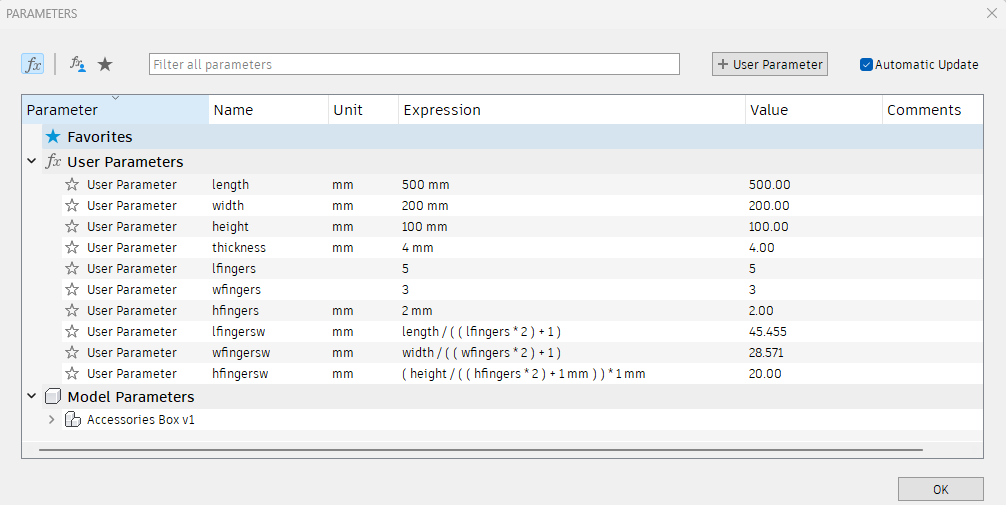 PARAMETERS
fx Filter all parameters + User Parameter Automatic Update
Parameter Name Unit Expression Value Comments
Favorites
fx User Parameters
User Parameter length mm 500 mm 500.00
User Parameter width mm 200 mm 200.00
User Parameter height mm 100 mm 100.00
User Parameter thickness mm 4 mm 4.00
User Parameter lfingers 5 5
User Parameter wfingers 3 3
User Parameter hfingers mm 2 mm 2.00
User Parameter lfingersw mm length / ( ( lfingers * 2 ) + 1 ) 45.455
User Parameter wfingersw mm width / ( ( wfingers * 2 ) + 1 ) 28.571
User Parameter hfingersw mm ( height / ( ( hfingers * 2 ) + 1 mm ) ) * 1 mm 20.00
Model Parameters
Accessories Box v1
OK